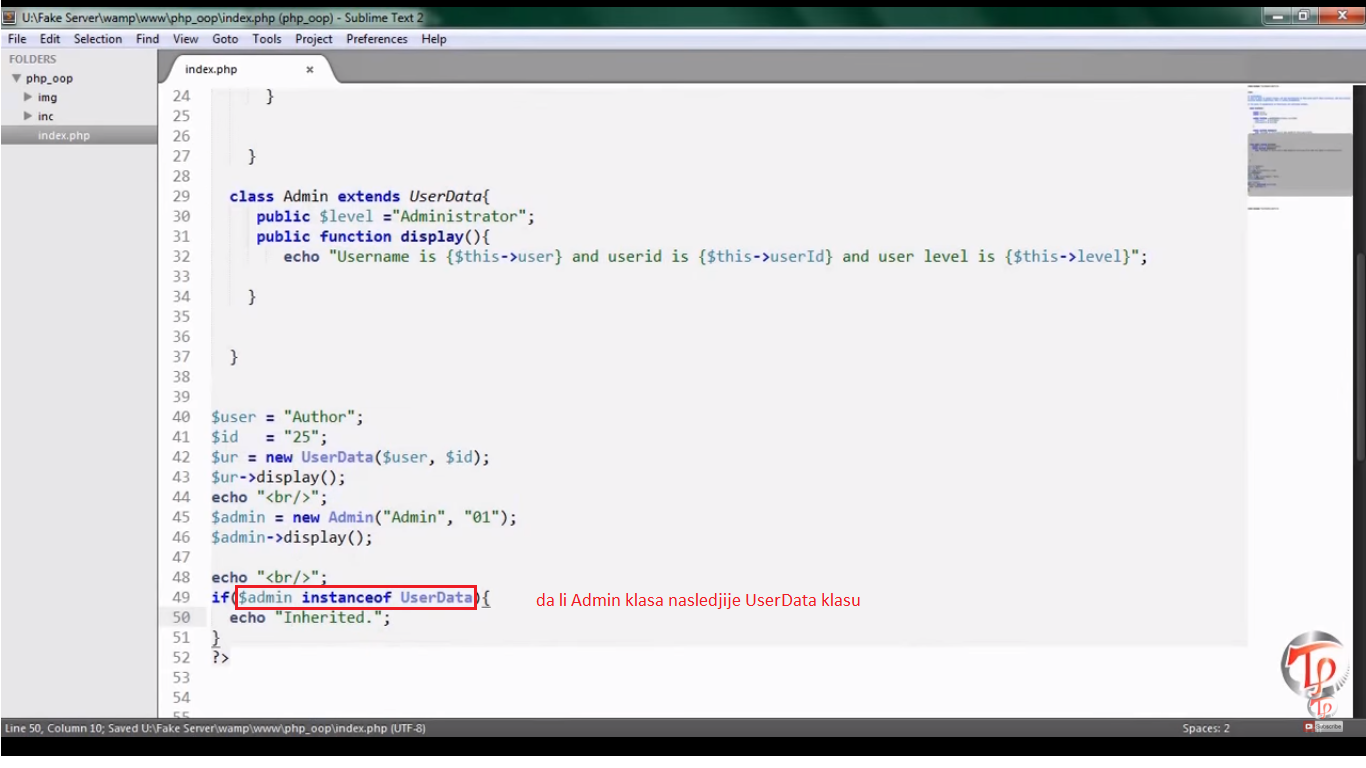 U:\Fake Server\wamp\www\php_oop\index.php (php_oop) - Sublime Text 2
File Edit Selection Find View Goto Tools Project Preferences Help
FOLDERS
php_oop
img
inc
index.php
index.php x
24 }
25
26
27 }
28
29 class Admin extends UserData{
30 public $level ="Administrator";
31 public function display(){
32 echo "Username is {$this->user} and userid is {$this->userId} and user level is {$this->level}";
33
34 }
35
36
37 }
38
39
40 $user = "Author";
41 $id = "25";
42 $ur = new UserData($user, $id);
43 $ur->display();
44 echo "<br/>";
45 $admin = new Admin("Admin", "01");
46 $admin->display();
47
48 echo "<br/>";
49 if($admin instanceof UserData){ da li Admin klasa nasledjije UserData klasu
50 echo "Inherited.";
51 }
52 ?>
53
54
55
Tp
Tp
Subscribe
Line 50, Column 10; Saved U:\Fake Server\wamp\www\php_oop\index.php (UTF-8) Spaces: 2